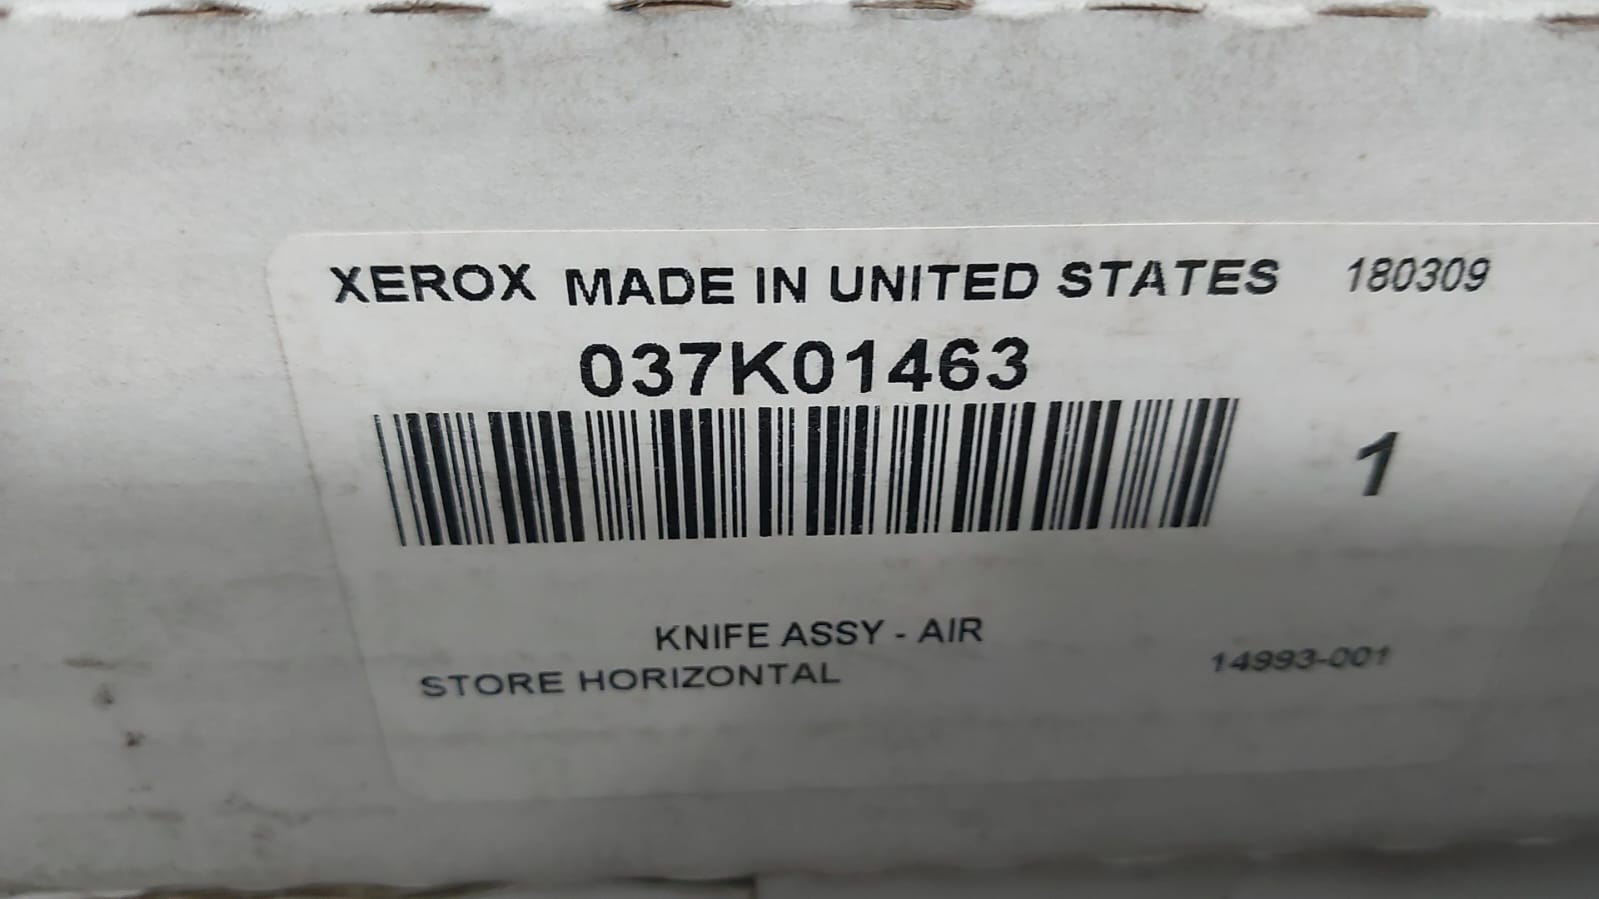 XEROX MADE IN UNITED STATES 180309
037K01463
1
KNIFE ASSY - AIR
STORE HORIZONTAL 14993-001